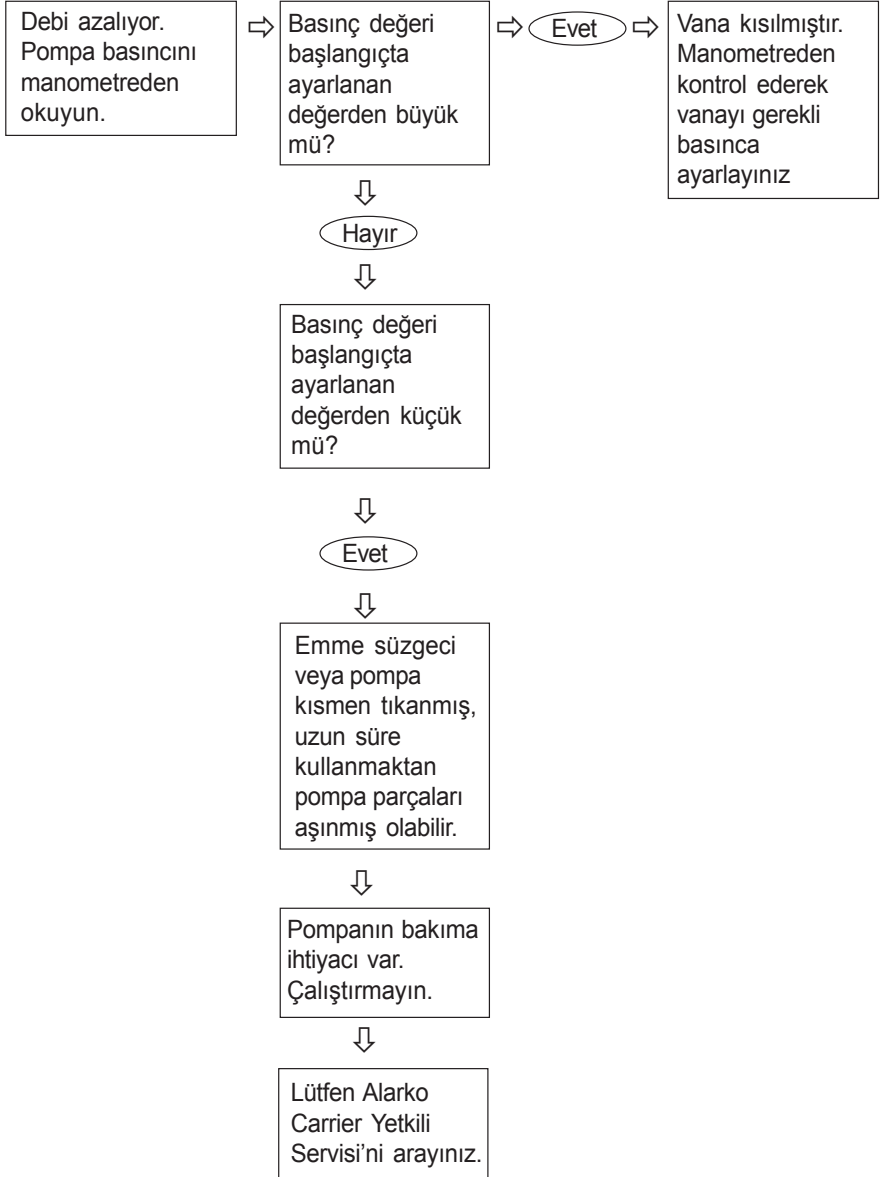 Debi azalıyor.
Pompa basıncını
manometreden
okuyun.
Basınç değeri
başlangıçta
ayarlanan
değerden büyük
mü?
Evet
Vana kısılmıştır.
Manometreden
kontrol ederek
vanayı gerekli
basınca
ayarlayınız
Hayır
Basınç değeri
başlangıçta
ayarlanan
değerden küçük
mü?
Evet
Emme süzgeci
veya pompa
kısmen tıkanmış,
uzun süre
kullanmaktan
pompa parçaları
aşınmış olabilir.
Pompanın bakıma
ihtiyacı var.
Çalıştırmayın.
Lütfen Alarko
Carrier Yetkili
Servisi’ni arayınız.